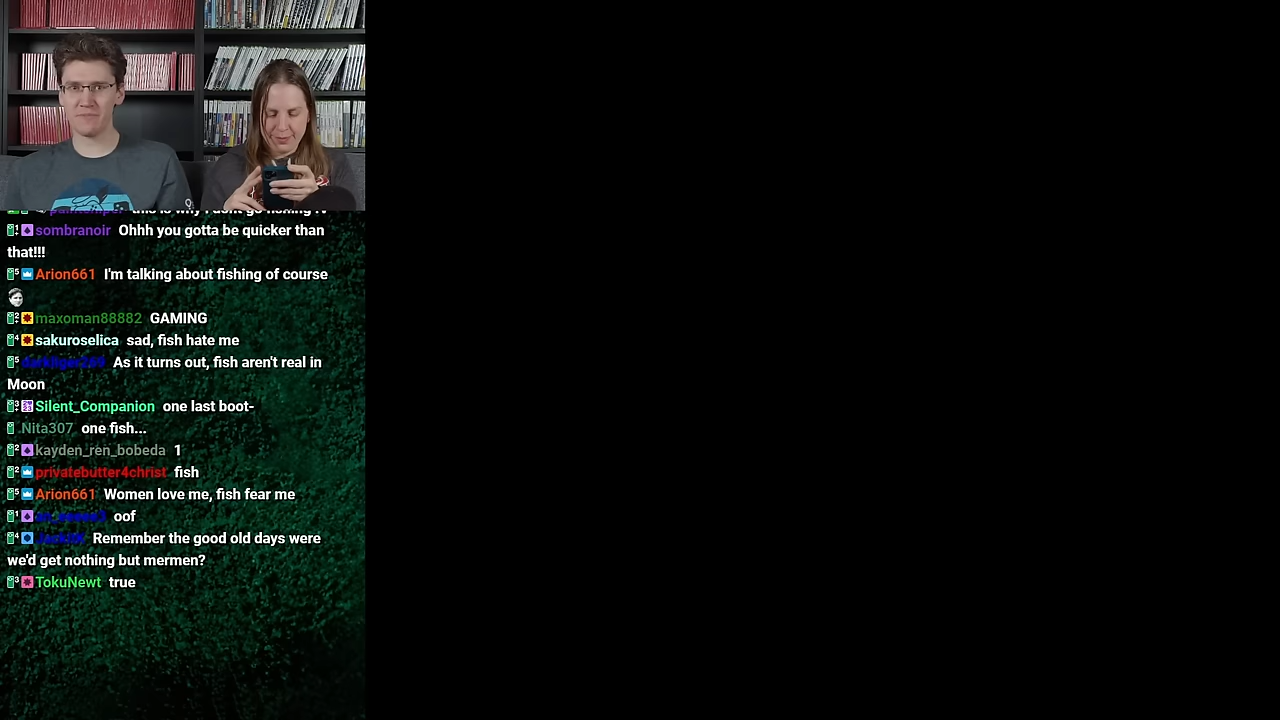 sombranoir Ohhh you gotta be quicker than
that!!!
Arion661 I'm talking about fishing of course
maxoman88882 GAMING
sakuroselica sad, fish hate me
As it turns out, fish aren't real in
Moon
Silent_Companion one last boot-
Nita307 one fish...
kayden_ren_bobeda 1
privatebutter4christ fish
Arion661 Women love me, fish fear me
oof
Remember the good old days were
we'd get nothing but mermen?
TokuNewt true